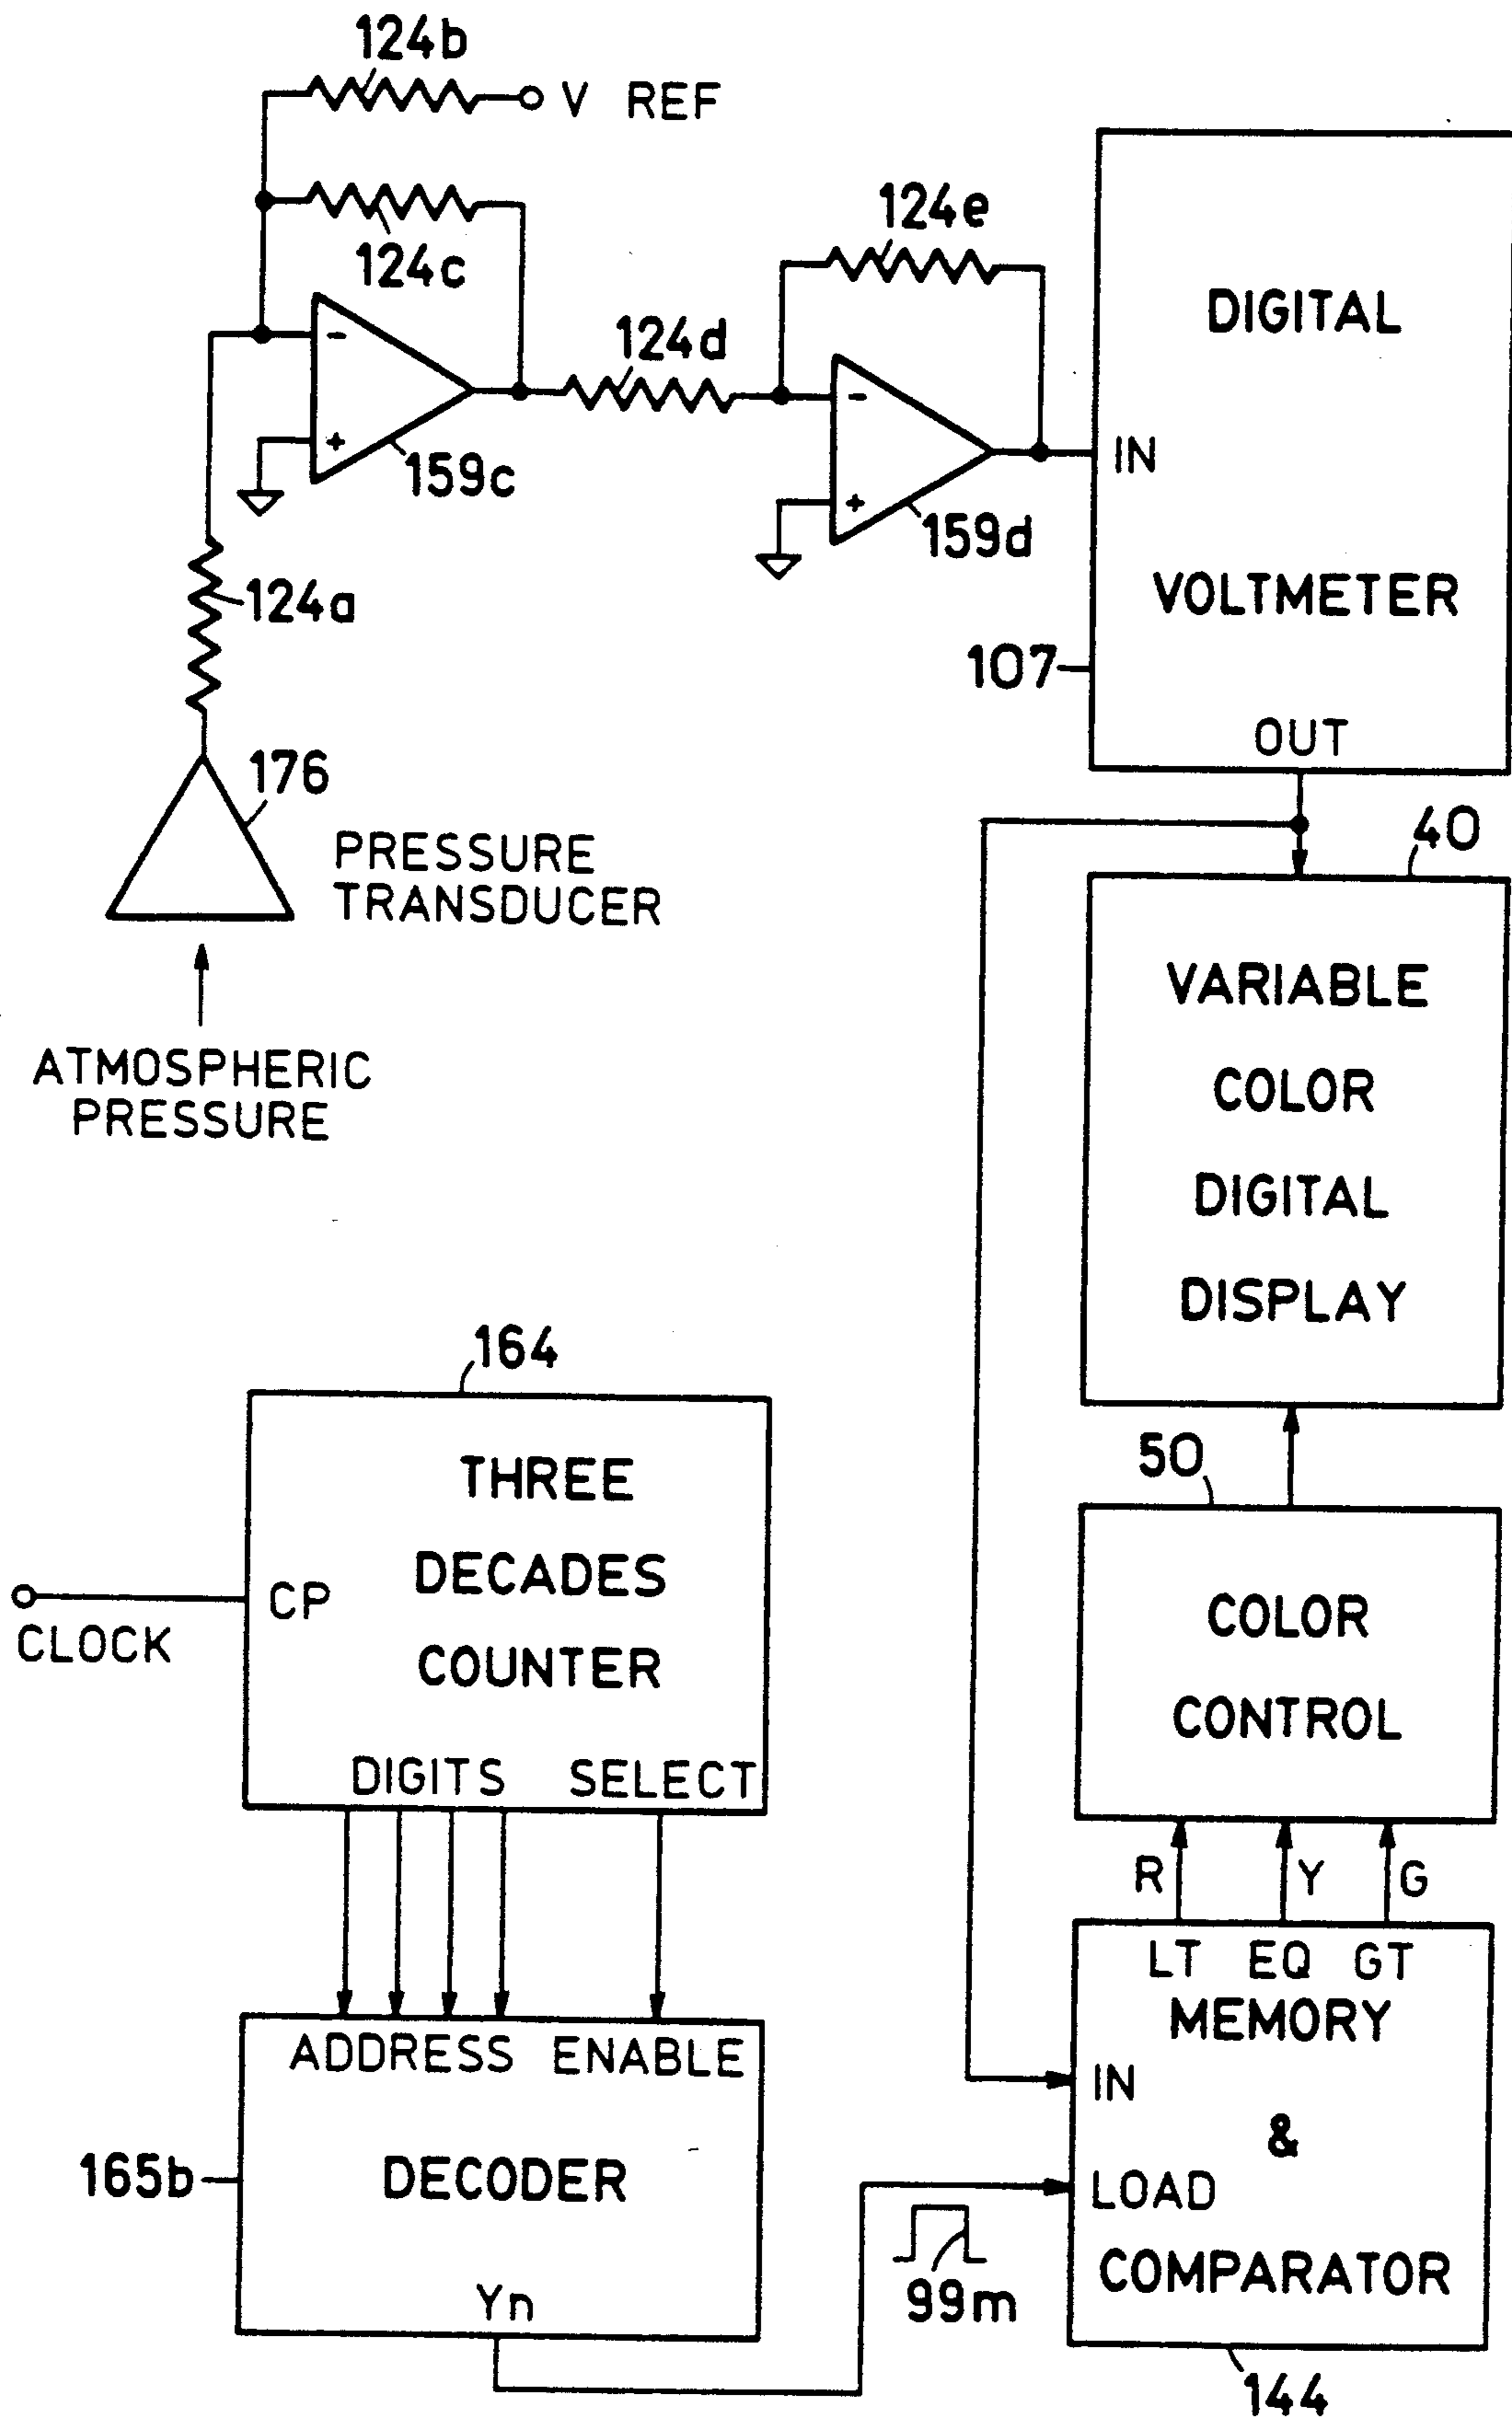 124b
V REF
124c
124e
124d
-
+
159c
-
+
159d
124a
DIGITAL
IN
VOLTMETER
107
OUT
176
PRESSURE
TRANSDUCER
ATMOSPHERIC
PRESSURE
40
VARIABLE
COLOR
DIGITAL
DISPLAY
164
THREE
DECADES
COUNTER
CP
CLOCK
DIGITS SELECT
50
COLOR
CONTROL
R Y G
LT EQ GT
MEMORY
IN
&
LOAD
COMPARATOR
144
ADDRESS ENABLE
165b
DECODER
Yn
99m